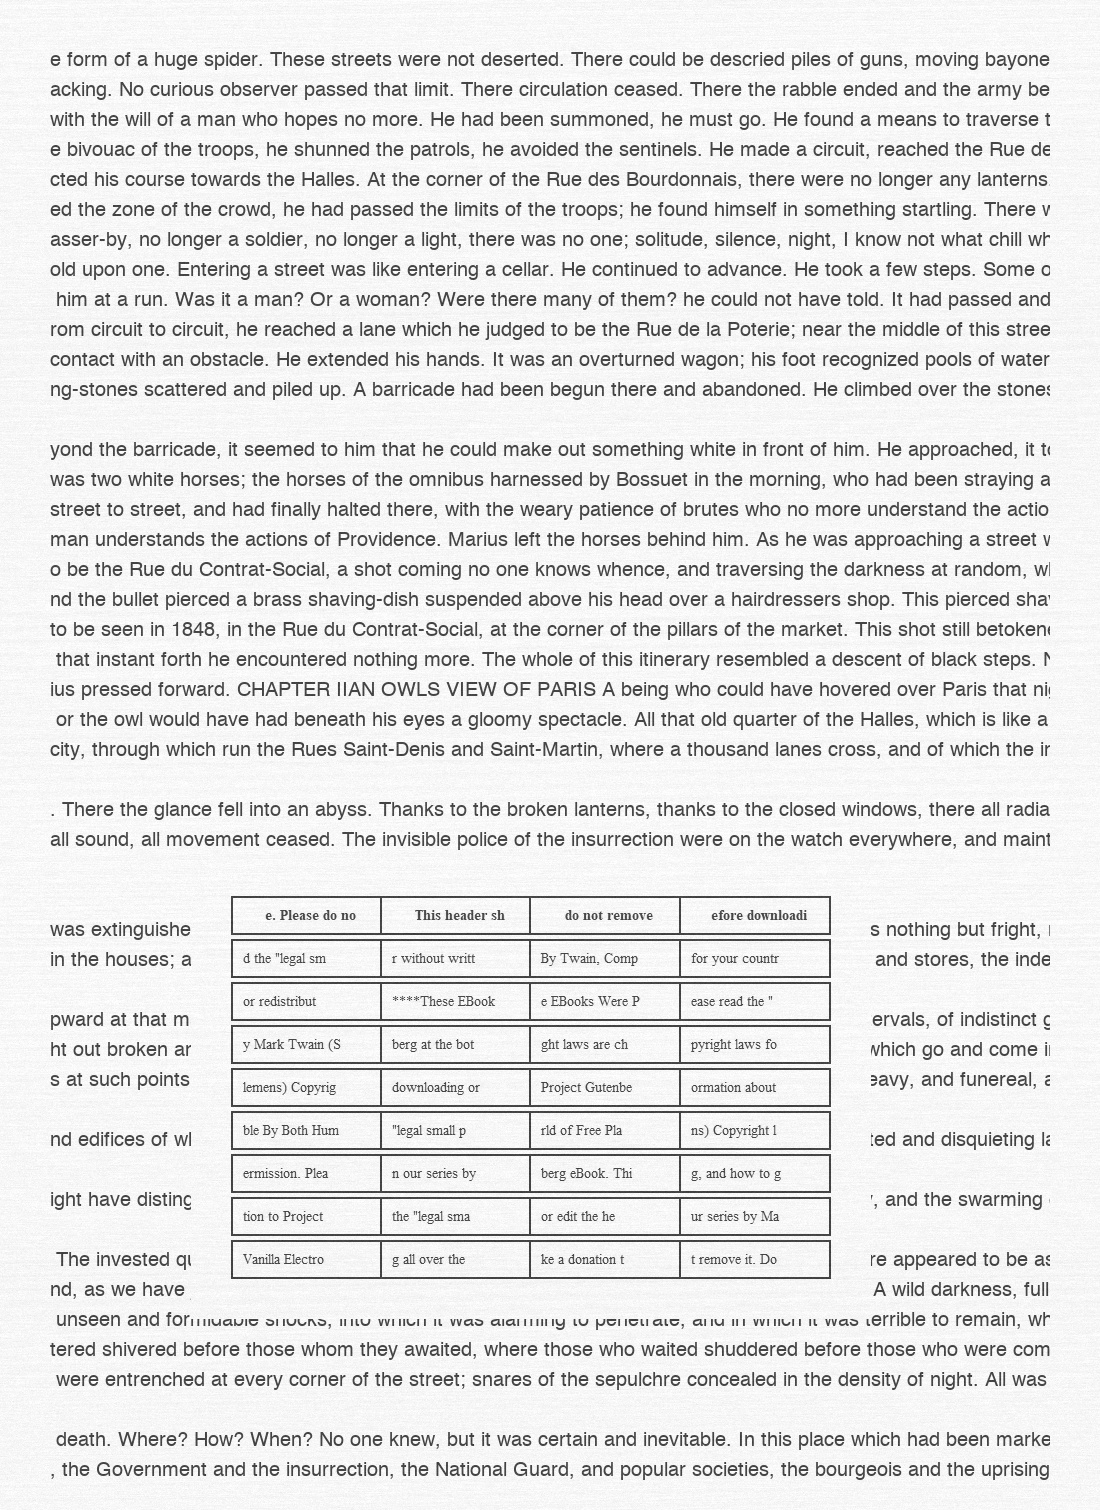 e form of a huge spider. These streets were not deserted. There could be descried piles of guns, moving bayone
acking. No curious observer passed that limit. There circulation ceased. There the rabble ended and the army be
with the will of a man who hopes no more. He had been summoned, he must go. He found a means to traverse t
e bivouac of the troops, he shunned the patrols, he avoided the sentinels. He made a circuit, reached the Rue de
cted his course towards the Halles. At the corner of the Rue des Bourdonnais, there were no longer any lanterns.
ed the zone of the crowd, he had passed the limits of the troops; he found himself in something startling. There w
asser-by, no longer a soldier, no longer a light, there was no one; solitude, silence, night, I know not what chill wh
old upon one. Entering a street was like entering a cellar. He continued to advance. He took a few steps. Some o
him at a run. Was it a man? Or a woman? Were there many of them? he could not have told. It had passed and
rom circuit to circuit, he reached a lane which he judged to be the Rue de la Poterie; near the middle of this stree
contact with an obstacle. He extended his hands. It was an overturned wagon; his foot recognized pools of water
ng-stones scattered and piled up. A barricade had been begun there and abandoned. He climbed over the stones
yond the barricade, it seemed to him that he could make out something white in front of him. He approached, it to
was two white horses; the horses of the omnibus harnessed by Bossuet in the morning, who had been straying a
street to street, and had finally halted there, with the weary patience of brutes who no more understand the actio
man understands the actions of Providence. Marius left the horses behind him. As he was approaching a street w
o be the Rue du Contrat-Social, a shot coming no one knows whence, and traversing the darkness at random, wh
nd the bullet pierced a brass shaving-dish suspended above his head over a hairdressers shop. This pierced shav
to be seen in 1848, in the Rue du Contrat-Social, at the corner of the pillars of the market. This shot still betokene
that instant forth he encountered nothing more. The whole of this itinerary resembled a descent of black steps. N
ius pressed forward. CHAPTER IIAN OWLS VIEW OF PARIS A being who could have hovered over Paris that nig
or the owl would have had beneath his eyes a gloomy spectacle. All that old quarter of the Halles, which is like a
city, through which run the Rues Saint-Denis and Saint-Martin, where a thousand lanes cross, and of which the in
. There the glance fell into an abyss. Thanks to the broken lanterns, thanks to the closed windows, there all radia
all sound, all movement ceased. The invisible police of the insurrection were on the watch everywhere, and maint
e. Please do no This header sh do not remove efore downloadi
was extinguishe s nothing but fright,
d the "legal sm r without writt By Twain, Comp for your countr
in the houses; a and stores, the inde
or redistribut ****These EBook e EBooks Were P ease read the "
pward at that m ervals, of indistinct g
y Mark Twain (S berg at the bot ght laws are ch pyright laws fo
ht out broken ar which go and come i
lemens) Copyrig downloading or Project Gutenbe ormation about
s at such points eavy, and funereal, a
ble By Both Hum "legal small p rld of Free Pla ns) Copyright l
nd edifices of wh ted and disquieting la
ermission. Plea n our series by berg eBook. Thi g, and how to g
ight have disting , and the swarming
tion to Project the "legal sma or edit the he ur series by Ma
Vanilla Electro g all over the ke a donation t t remove it. Do
The invested qu re appeared to be as
nd, as we have A wild darkness, full
unseen and formidable shocks, into which it was alarming to penetrate, and in which it was terrible to remain, wh
tered shivered before those whom they awaited, where those who waited shuddered before those who were com
were entrenched at every corner of the street; snares of the sepulchre concealed in the density of night. All was
death. Where? How? When? No one knew, but it was certain and inevitable. In this place which had been marke
, the Government and the insurrection, the National Guard, and popular societies, the bourgeois and the uprising